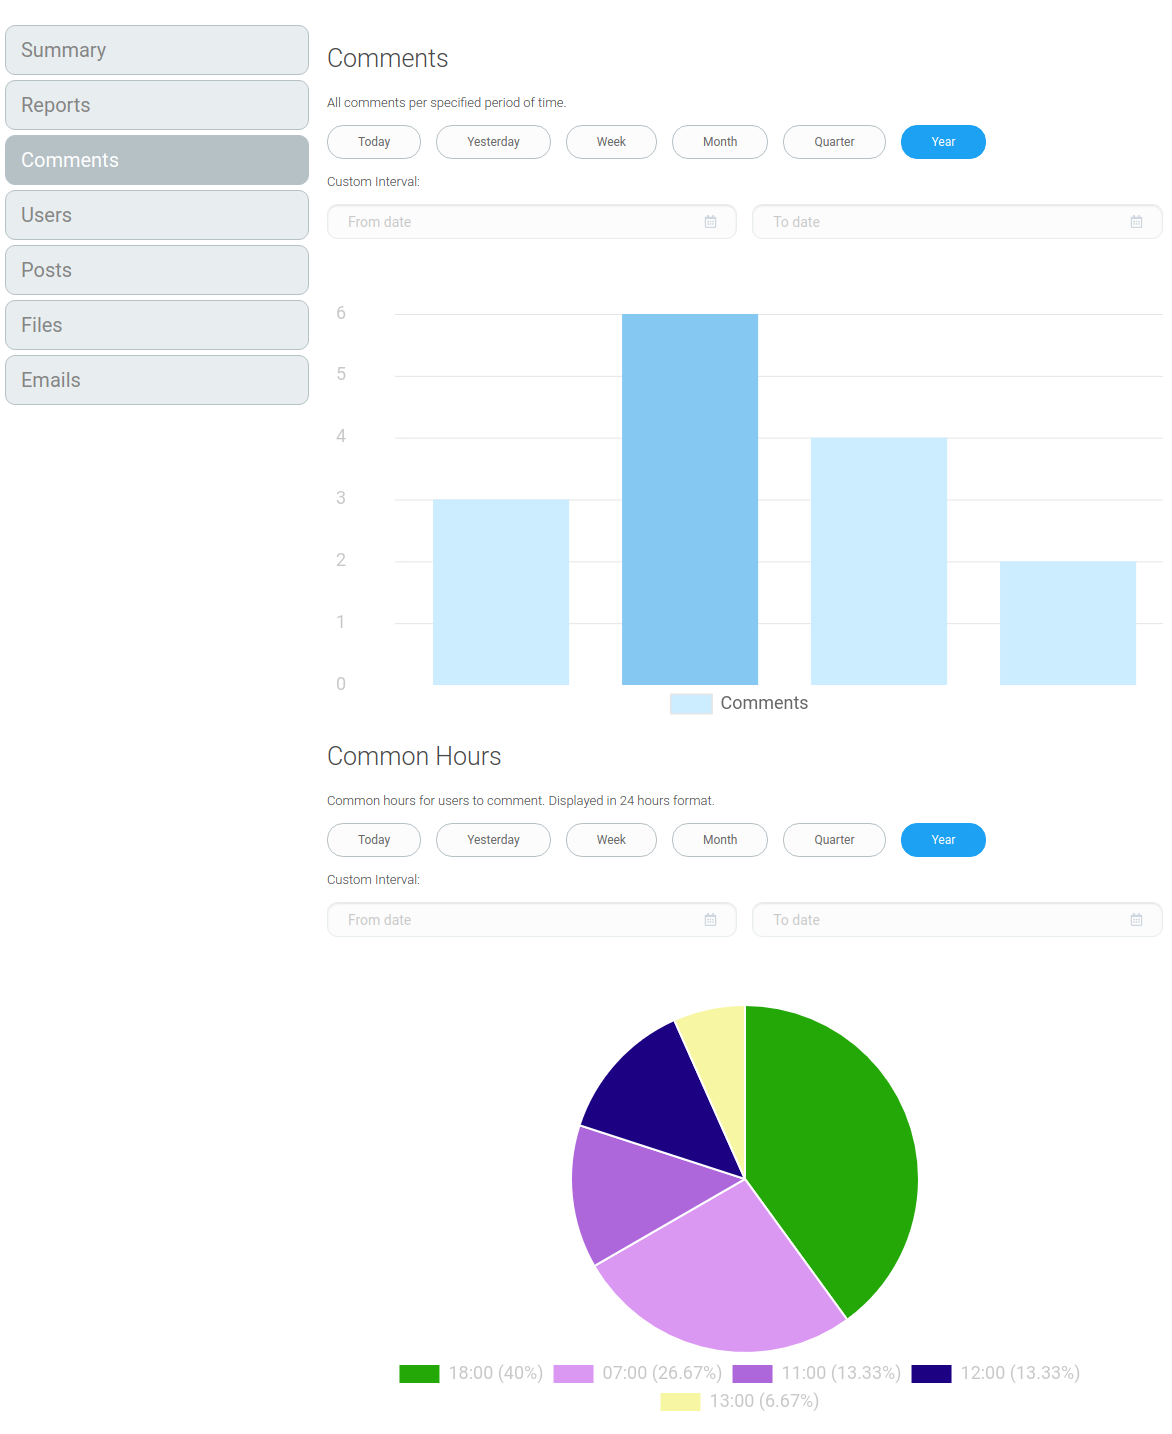 Summary
Reports
Comments
Users
Posts
Files
Emails
Comments
All comments per specified period of time.
Today Yesterday Week Month Quarter Year
Custom Interval:
From date To date
6
5
4
3
2
1
0
Comments
Common Hours
Common hours for users to comment. Displayed in 24 hours format.
Today Yesterday Week Month Quarter Year
Custom Interval:
From date To date
18:00 (40%) 07:00 (26.67%) 11:00 (13.33%) 12:00 (13.33%)
13:00 (6.67%)